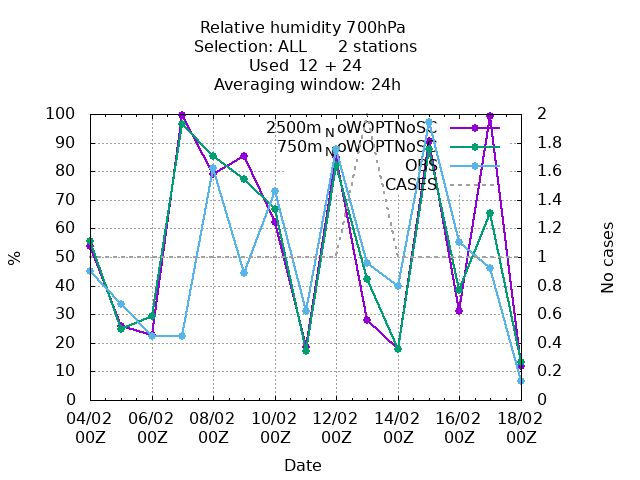 Relative humidity 700hPa
Selection: ALL 2 stations
Used 12 + 24
Averaging window: 24h
100
90
80
70
60
50
40
30
20
10
0
2
1.8
1.6
1.4
1.2
1
0.8
0.6
0.4
0.2
0
2500m NoWOPTNoSC
750m NoWOPTNoSC
OBS
CASES
%
No cases
04/02 06/02 08/02 10/02 12/02 14/02 16/02 18/02
00Z 00Z 00Z 00Z 00Z 00Z 00Z 00Z
Date